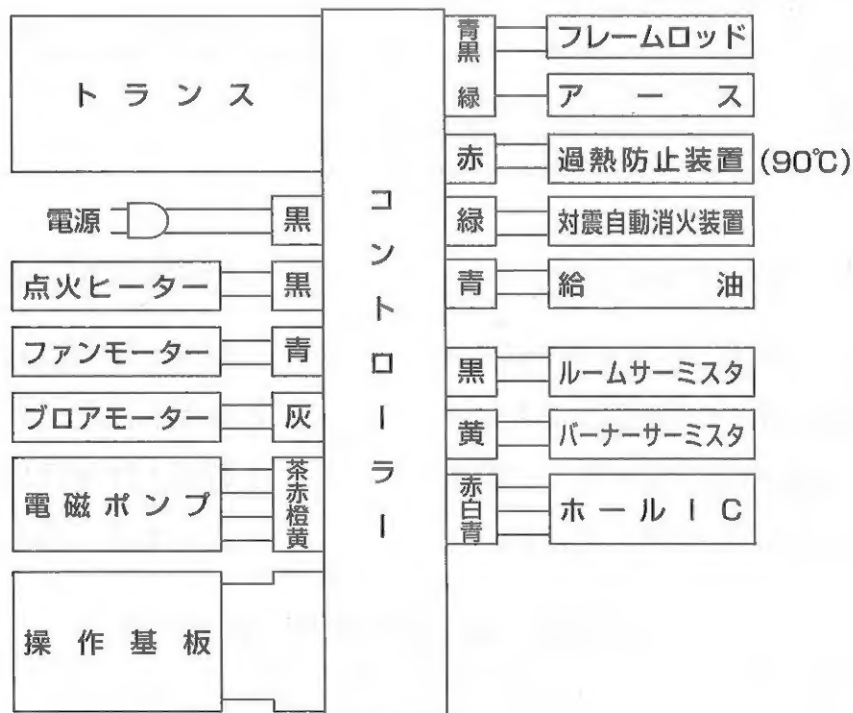 トランス
電源
黒
点火ヒーター
黒
ファンモーター
青
ブロアモーター
灰
電磁ポンプ
茶
赤
橙
黄
操作基板
コントローラー
青
黒
フレームロッド
緑
アース
赤
過熱防止装置 (90℃)
緑
対震自動消火装置
青
給油
黒
ルームサーミスタ
黄
バーナーサーミスタ
赤
白
青
ホールIC